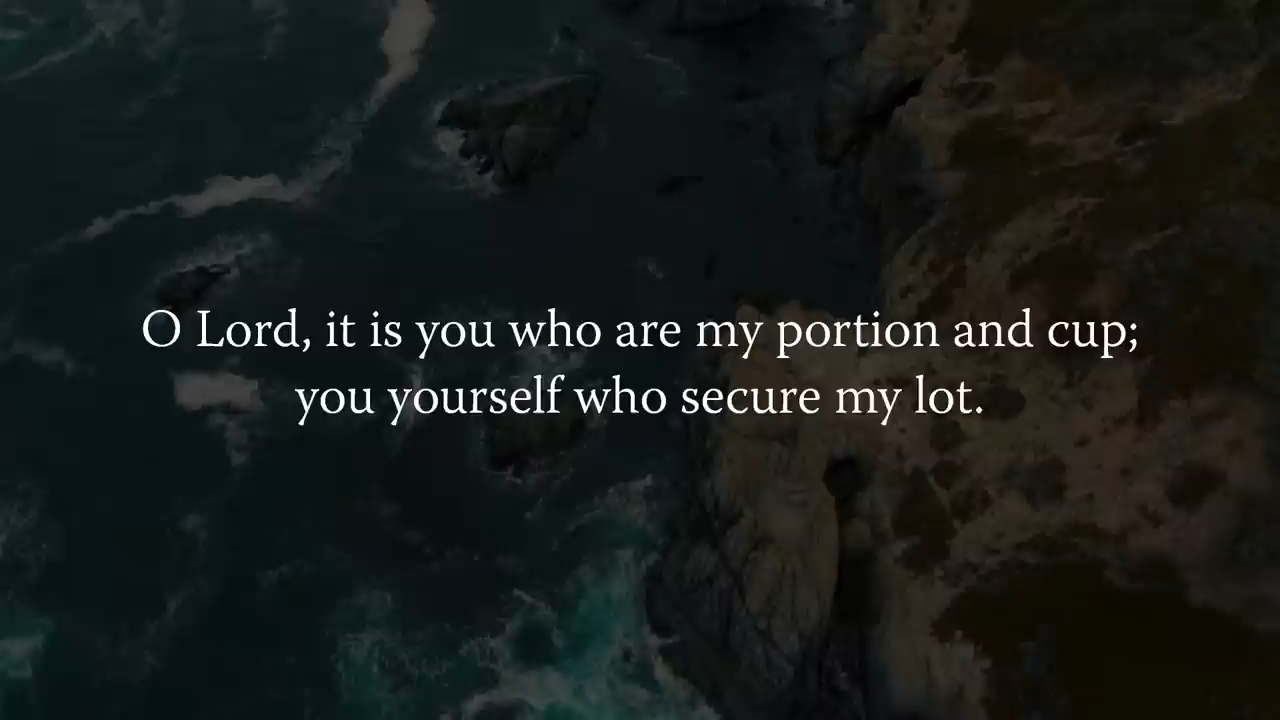 O Lord, it is you who are my portion and cup;
you yourself who secure my lot.